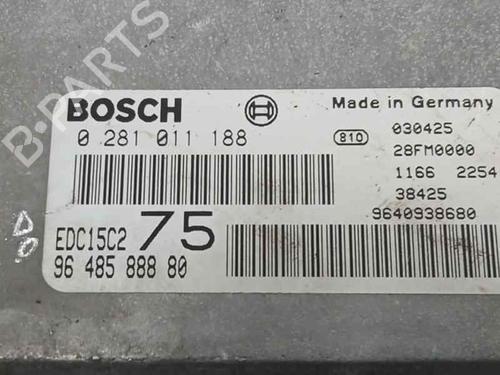 B-PARTS
BOSCH
Made in Germany
0 281 011 188
810
030425
28FM0000
1166 2254
38425
9640938680
EDC15C2 75
96 485 888 80